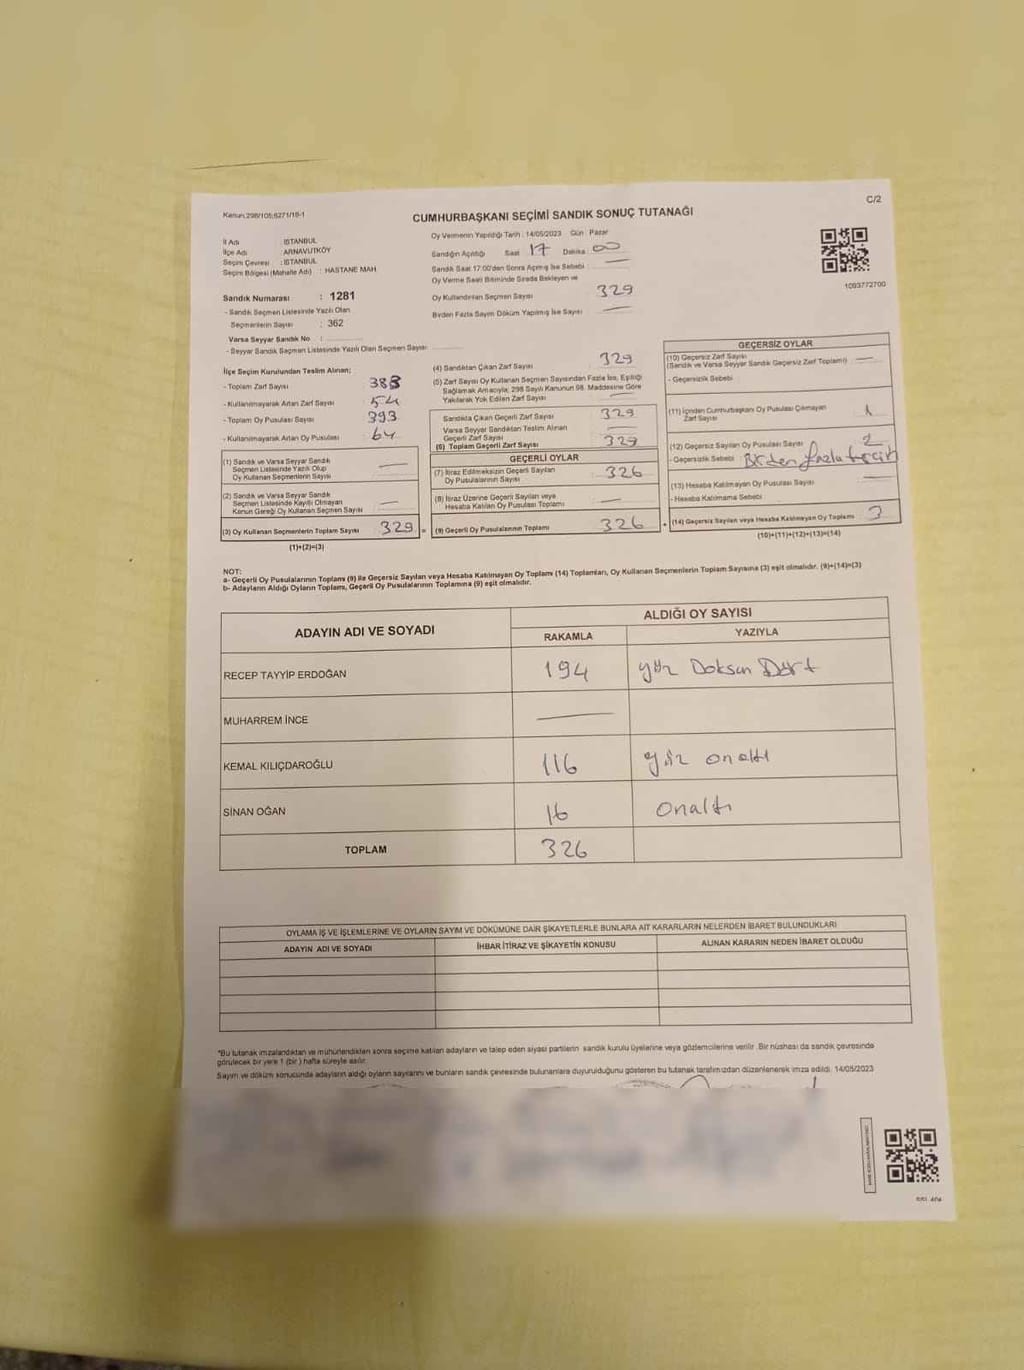 C/2
Kanun:298/105;6271/18-1
CUMHURBAŞKANI SEÇİMİ SANDIK SONUÇ TUTANAĞI
İl Adı : İSTANBUL
İlçe Adı : ARNAVUTKÖY
Seçim Çevresi : İSTANBUL
Seçim Bölgesi (Mahalle Adı) : HASTANE MAH
Sandık Numarası : 1281
- Sandık Seçmen Listesinde Yazılı Olan
Seçmenlerin Sayısı : 362
Varsa Seyyar Sandık No :
- Seyyar Sandık Seçmen Listesinde Yazılı Olan Seçmen Sayısı
Oy Vermenin Yapıldığı Tarih : 14/05/2023 Gün : Pazar
Sandığın Açıldığı Saat 17 Dakika 00
Sandık Saat 17:00'den Sonra Açılmış İse Sebebi : —
Oy Verme Saati Bitiminde Sırada Bekleyen ve
Oy Kullandırılan Seçmen Sayısı 329
Birden Fazla Sayım Döküm Yapılmış İse Sayısı —
1093772700
İlçe Seçim Kurulundan Teslim Alınan;
- Toplam Zarf Sayısı 383
- Kullanılmayarak Artan Zarf Sayısı 54
- Toplam Oy Pusulası Sayısı 393
- Kullanılmayarak Artan Oy Pusulası 64
(1) Sandık ve Varsa Seyyar Sandık
Seçmen Listesinde Yazılı Olup
Oy Kullanan Seçmenlerin Sayısı —
(2) Sandık ve Varsa Seyyar Sandık
Seçmen Listesinde Kayıtlı Olmayan
Kanun Gereği Oy Kullanan Seçmen Sayısı —
(3) Oy Kullanan Seçmenlerin Toplam Sayısı 329 =
(1)+(2)=(3)
(4) Sandıktan Çıkan Zarf Sayısı 329
(5) Zarf Sayısı Oy Kullanan Seçmen Sayısından Fazla İse, Eşitliği
Sağlamak Amacıyla, 298 Sayılı Kanunun 98. Maddesine Göre
Yakılarak Yok Edilen Zarf Sayısı —
Sandıkta Çıkan Geçerli Zarf Sayısı 329
Varsa Seyyar Sandıktan Teslim Alınan
Geçerli Zarf Sayısı —
(6) Toplam Geçerli Zarf Sayısı 329
GEÇERLİ OYLAR
(7) İtiraz Edilmeksizin Geçerli Sayılan
Oy Pusulalarının Sayısı 326
(8) İtiraz Üzerine Geçerli Sayılan veya
Hesaba Katılan Oy Pusulası Toplamı —
(9) Geçerli Oy Pusulalarının Toplamı 326 +
GEÇERSİZ OYLAR
(10) Geçersiz Zarf Sayısı
(Sandık ve Varsa Seyyar Sandık Geçersiz Zarf Toplamı) —
- Geçersizlik Sebebi
(11) İçinden Cumhurbaşkanı Oy Pusulası Çıkmayan
Zarf Sayısı 1
(12) Geçersiz Sayılan Oy Pusulası Sayısı 2
- Geçersizlik Sebebi : Birden fazla tercih
(13) Hesaba Katılmayan Oy Pusulası Sayısı —
- Hesaba Katılmama Sebebi
(14) Geçersiz Sayılan veya Hesaba Katılmayan Oy Toplamı 3
(10)+(11)+(12)+(13)=(14)
NOT:
a- Geçerli Oy Pusulalarının Toplamı (9) ile Geçersiz Sayılan veya Hesaba Katılmayan Oy Toplamı (14) Toplamları, Oy Kullanan Seçmenlerin Toplam Sayısına (3) eşit olmalıdır. (9)+(14)=(3)
b- Adayların Aldığı Oyların Toplamı, Geçerli Oy Pusulalarının Toplamına (9) eşit olmalıdır.
ADAYIN ADI VE SOYADI
ALDIĞI OY SAYISI
RAKAMLA YAZIYLA
RECEP TAYYİP ERDOĞAN 194 yüz Doksan Dört
MUHARREM İNCE —
KEMAL KILIÇDAROĞLU 116 yüz onaltı
SİNAN OĞAN 16 onaltı
TOPLAM 326
OYLAMA İŞ VE İŞLEMLERİNE VE OYLARIN SAYIM VE DÖKÜMÜNE DAİR ŞİKAYETLERLE BUNLARA AİT KARARLARIN NELERDEN İBARET BULUNDUKLARI
ADAYIN ADI VE SOYADI İHBAR İTİRAZ VE ŞİKAYETİN KONUSU ALINAN KARARIN NEDEN İBARET OLDUĞU
*Bu tutanak imzalandıktan ve mühürlendikten sonra seçime katılan adayların ve talep eden siyasi partilerin sandık kurulu üyelerine veya gözlemcilerine verilir. Bir nüshası da sandık çevresinde
görülecek bir yere 1 (bir) hafta süreyle asılır.
Sayım ve döküm sonucunda adayların aldığı oyların sayılarını ve bunların sandık çevresinde bulunanlara duyurulduğunu gösteren bu tutanak tarafımızdan düzenlenerek imza edildi. 14/05/2023